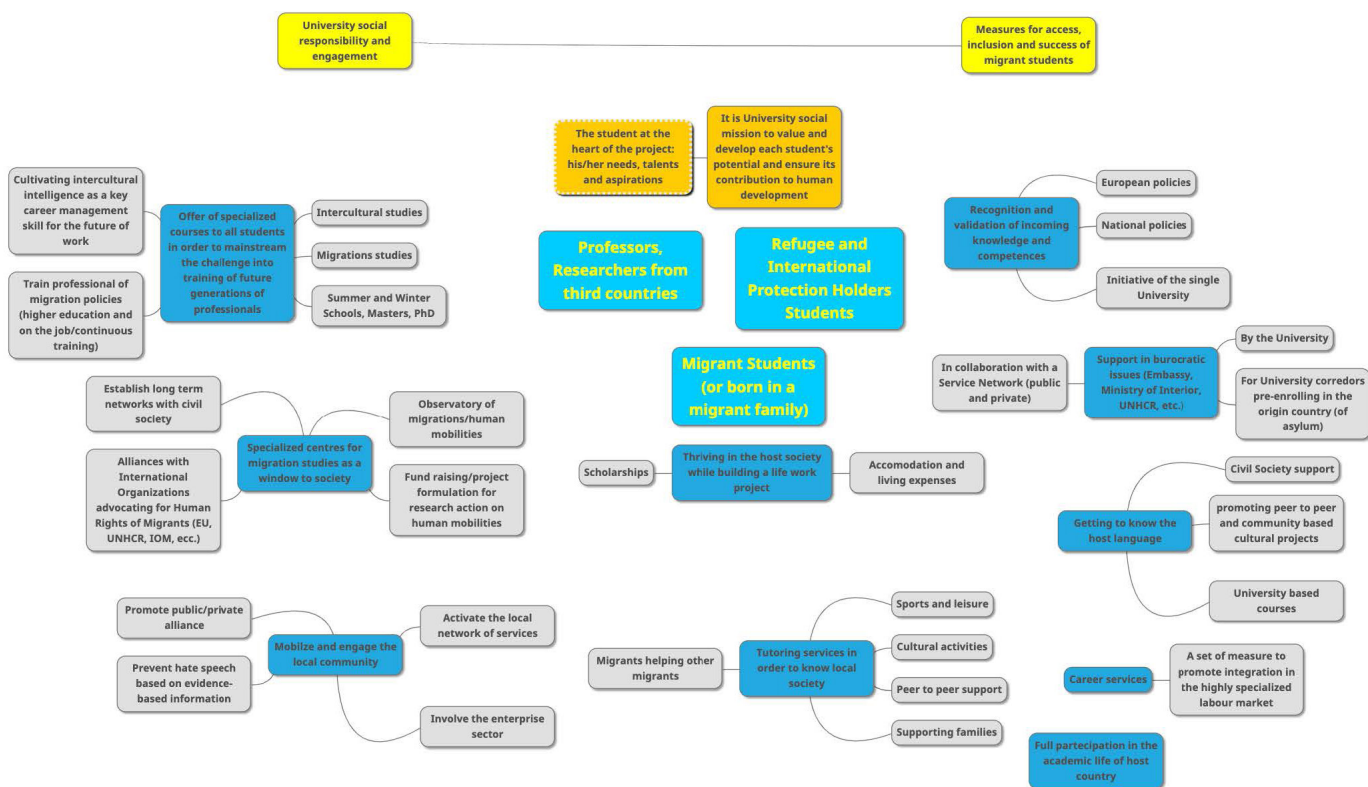 University social
responsibility and
engagement
Measures for access,
inclusion and success of
migrant students
The student at the
heart of the project:
his/her needs, talents
and aspirations
It is University social
mission to value and
develop each student's
potential and ensure its
contribution to human
development
Cultivating intercultural
intelligence as a key
career management
skill for the future of
work
Train professional of
migration policies
(higher education and
on the job/continuous
training)
Offer of specialized
courses to all students
in order to mainstream
the challenge into
training of future
generations of
professionals
Intercultural studies
Migrations studies
Summer and Winter
Schools, Masters, PhD
Professors,
Researchers from
third countries
Refugee and
International
Protection Holders
Students
Migrant Students
(or born in a
migrant family)
Recognition and
validation of incoming
knowledge and
competences
European policies
National policies
Initiative of the single
University
In collaboration with a
Service Network (public
and private)
Support in burocratic
issues (Embassy,
Ministry of Interior,
UNHCR, etc.)
By the University
For University corredors
pre-enrolling in the
origin country (of
asylum)
Establish long term
networks with civil
society
Alliances with
International
Organizations
advocating for Human
Rights of Migrants (EU,
UNHCR, IOM, ecc.)
Specialized centres for
migration studies as a
window to society
Observatory of
migrations/human
mobilities
Fund raising/project
formulation for
research action on
human mobilities
Scholarships
Thriving in the host society
while building a life work
project
Accomodation and
living expenses
Getting to know the
host language
Civil Society support
promoting peer to peer
and community based
cultural projects
University based
courses
Promote public/private
alliance
Prevent hate speech
based on evidence-
based information
Mobilze and engage the
local community
Activate the local
network of services
Involve the enterprise
sector
Migrants helping other
migrants
Tutoring services in
order to know local
society
Sports and leisure
Cultural activities
Peer to peer support
Supporting families
Career services
A set of measure to
promote integration in
the highly specialized
labour market
Full partecipation in the
academic life of host
country